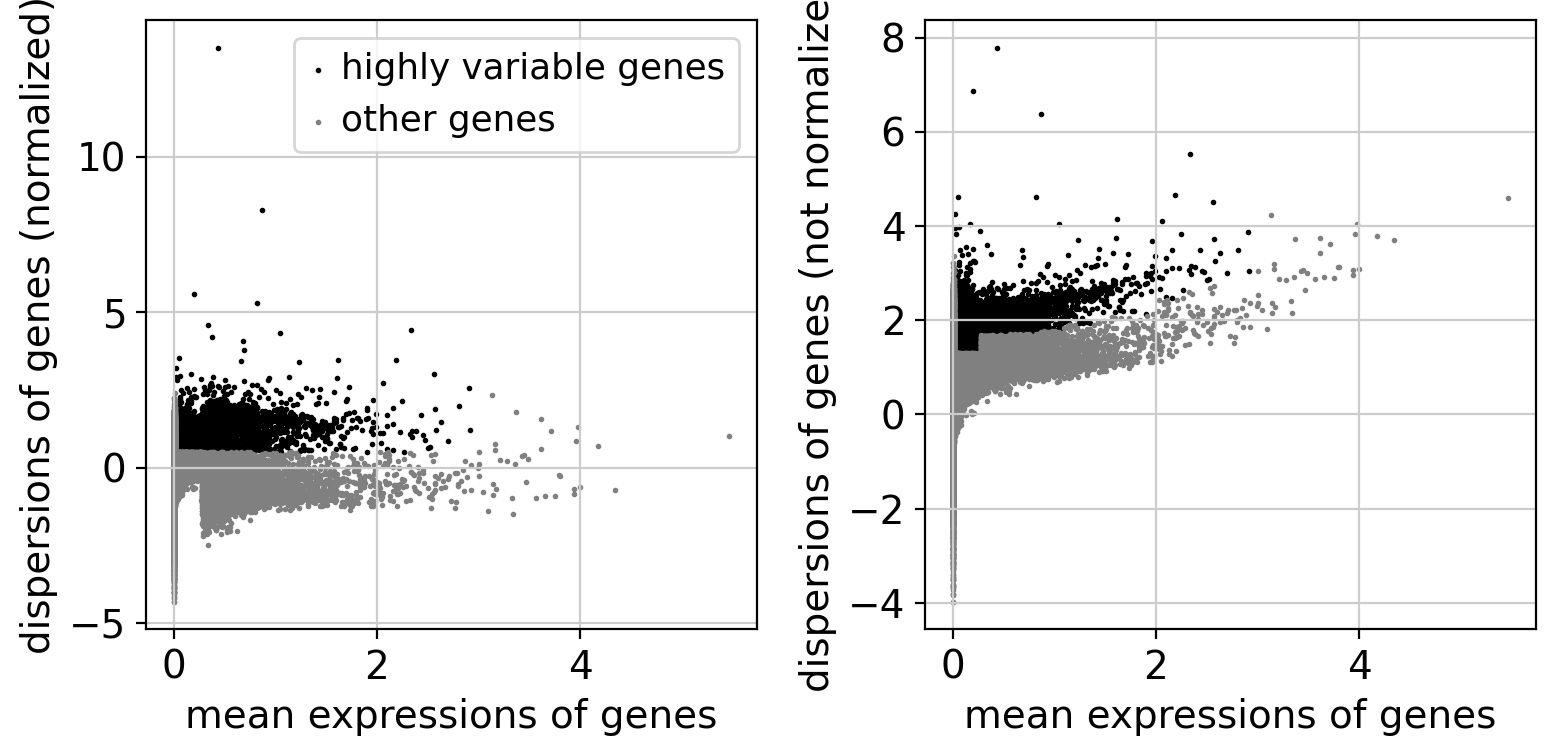 dispersions of genes (normalized)
10
5
0
−5
0 2 4
mean expressions of genes
highly variable genes
other genes
dispersions of genes (not normalize
8
6
4
2
0
−2
−4
0 2 4
mean expressions of genes